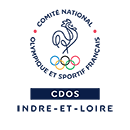 COMITÉ NATIONAL
OLYMPIQUE ET SPORTIF FRANÇAIS
CDOS
INDRE-ET-LOIRE